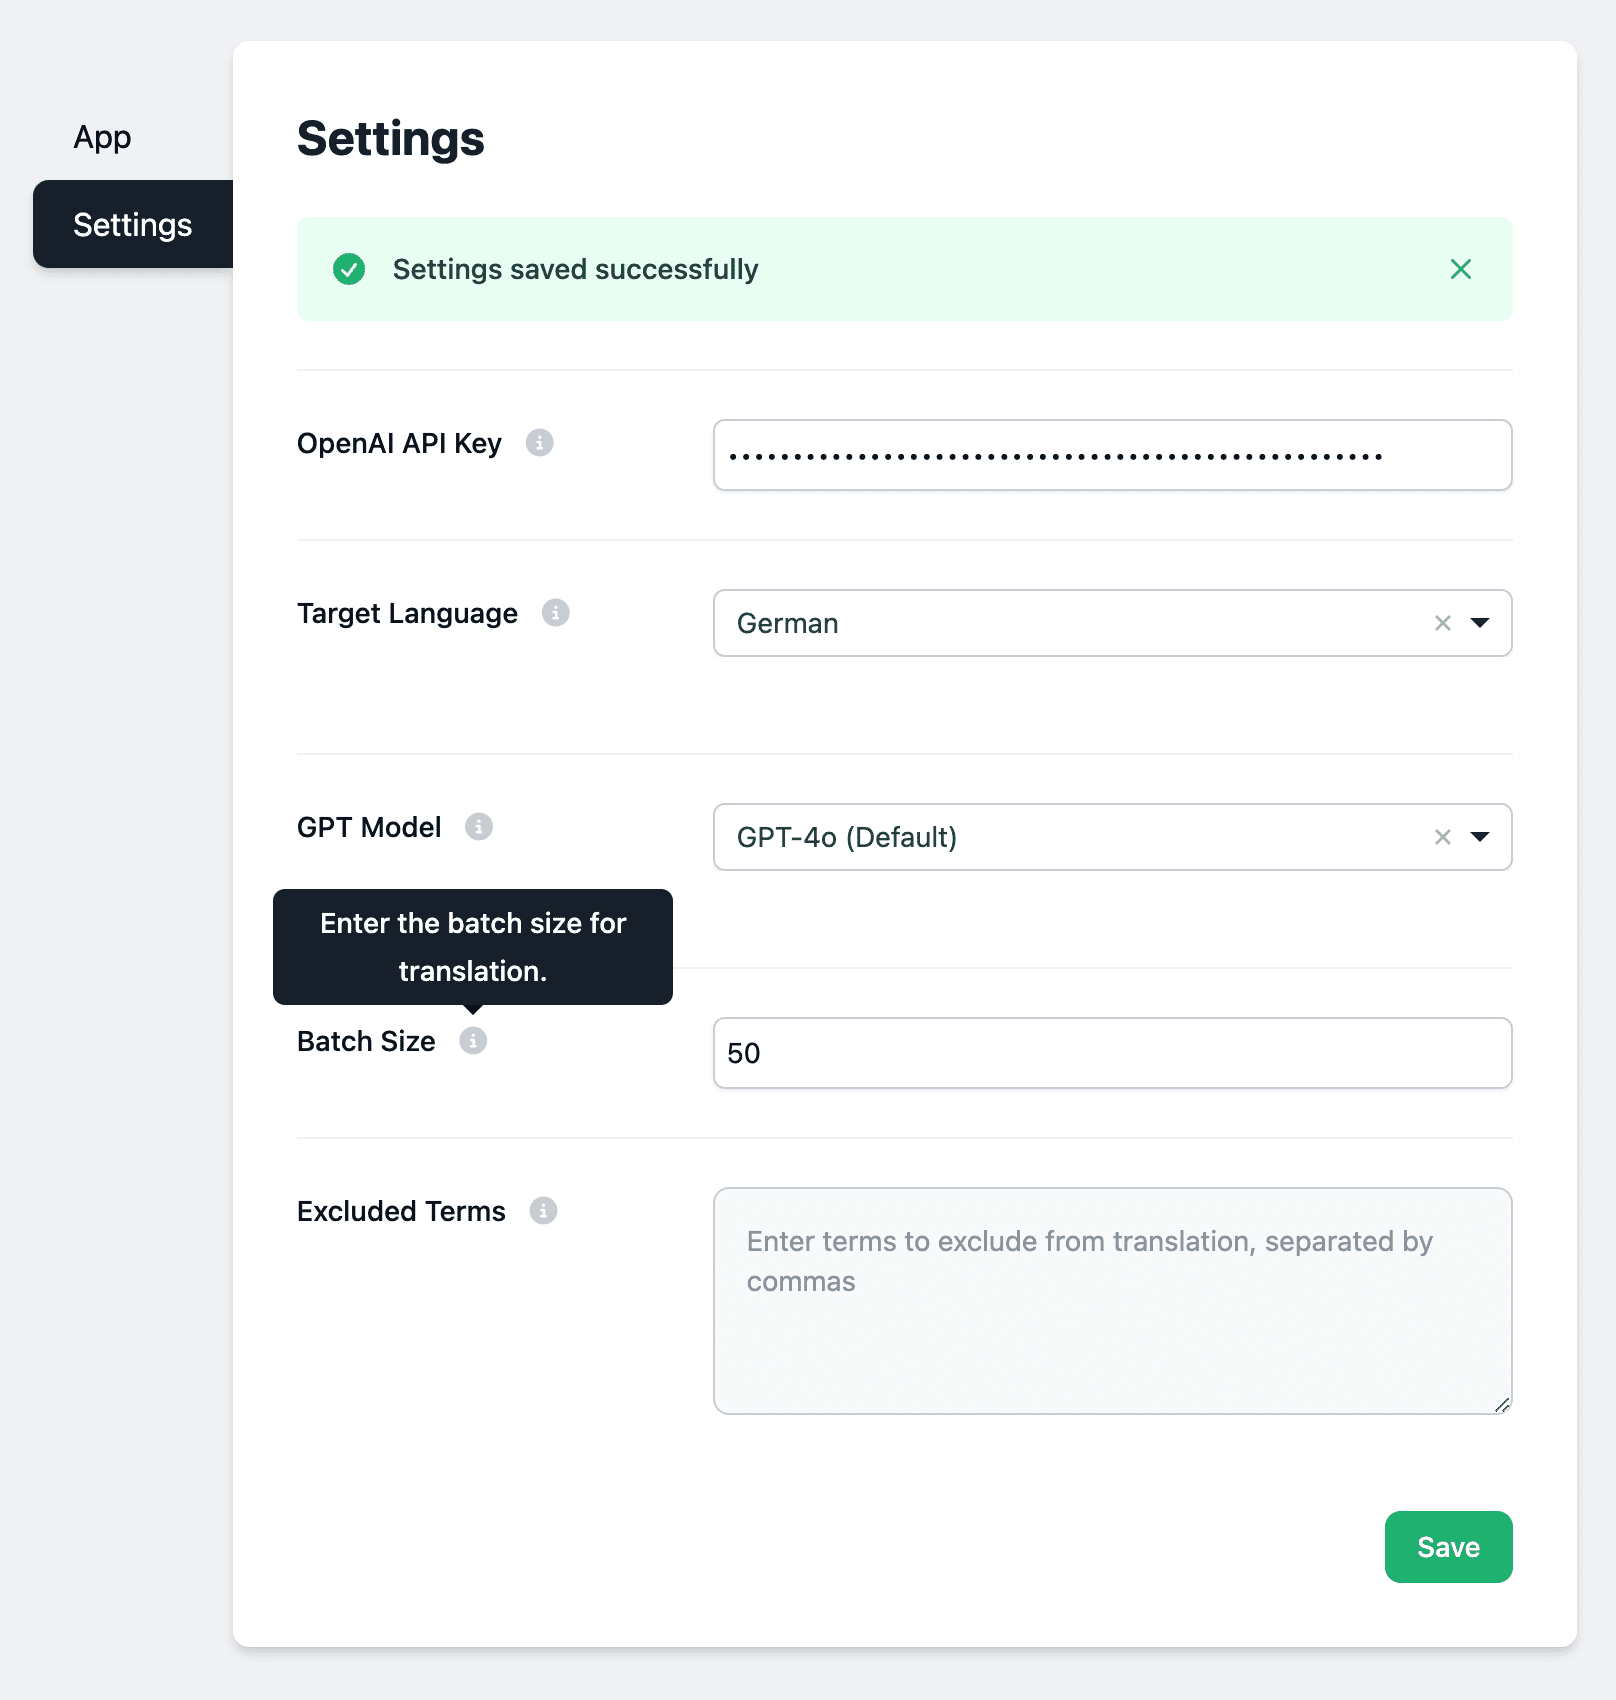 App
Settings
Settings
Settings saved successfully
OpenAI API Key
••••••••••••••••••••••••••••••••••••••••••••••••••••
Target Language
German
GPT Model
GPT-4o (Default)
Enter the batch size for
translation.
Batch Size
50
Excluded Terms
Enter terms to exclude from translation, separated by
commas
Save